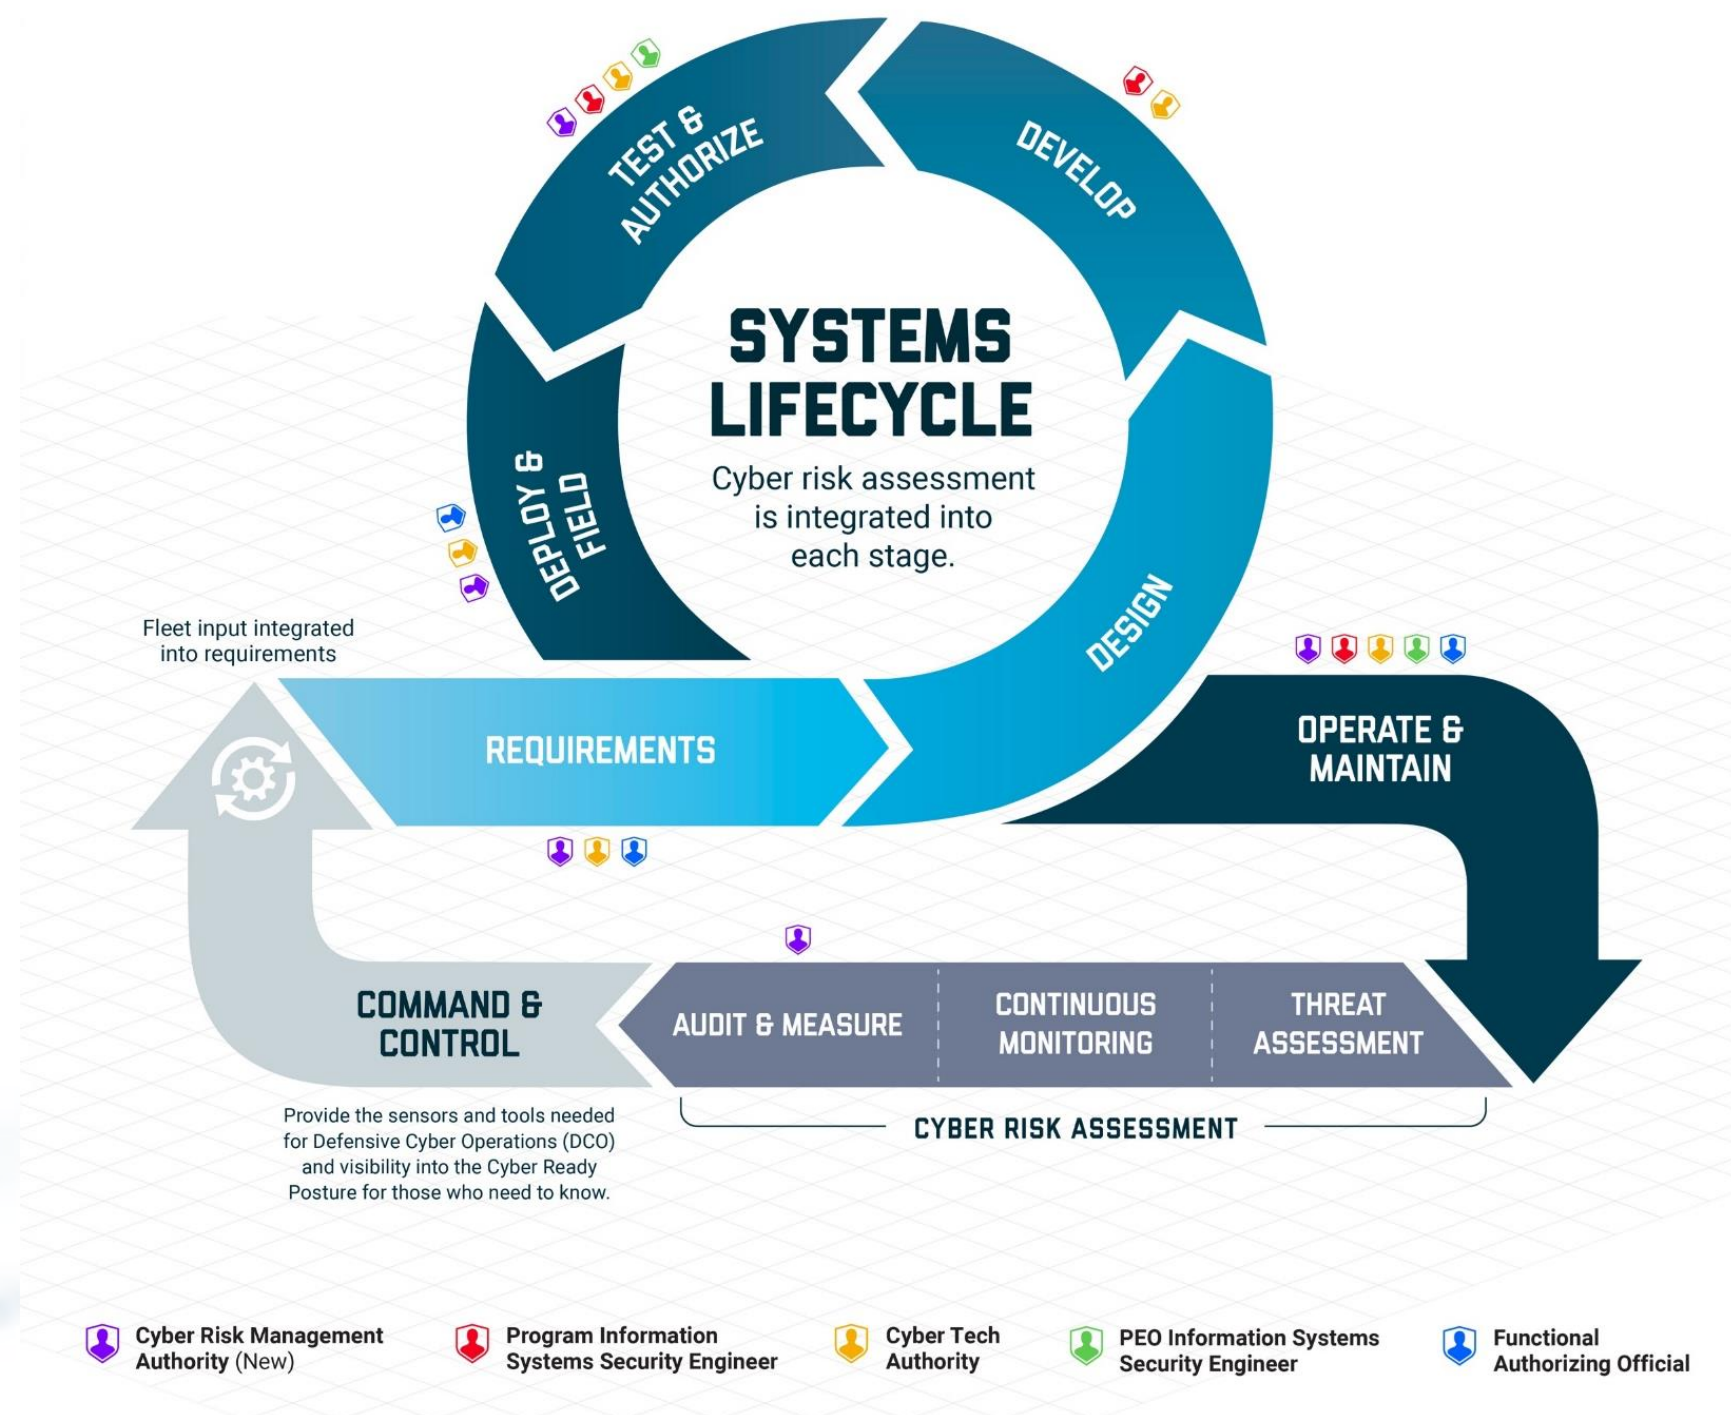 TEST &
AUTHORIZE
DEVELOP
SYSTEMS
LIFECYCLE
Cyber risk assessment
is integrated into
each stage.
DEPLOY &
FIELD
DESIGN
Fleet input integrated
into requirements
REQUIREMENTS
OPERATE &
MAINTAIN
COMMAND &
CONTROL
AUDIT & MEASURE
CONTINUOUS
MONITORING
THREAT
ASSESSMENT
CYBER RISK ASSESSMENT
Provide the sensors and tools needed
for Defensive Cyber Operations (DCO)
and visibility into the Cyber Ready
Posture for those who need to know.
Cyber Risk Management
Authority (New)
Program Information
Systems Security Engineer
Cyber Tech
Authority
PEO Information Systems
Security Engineer
Functional
Authorizing Official